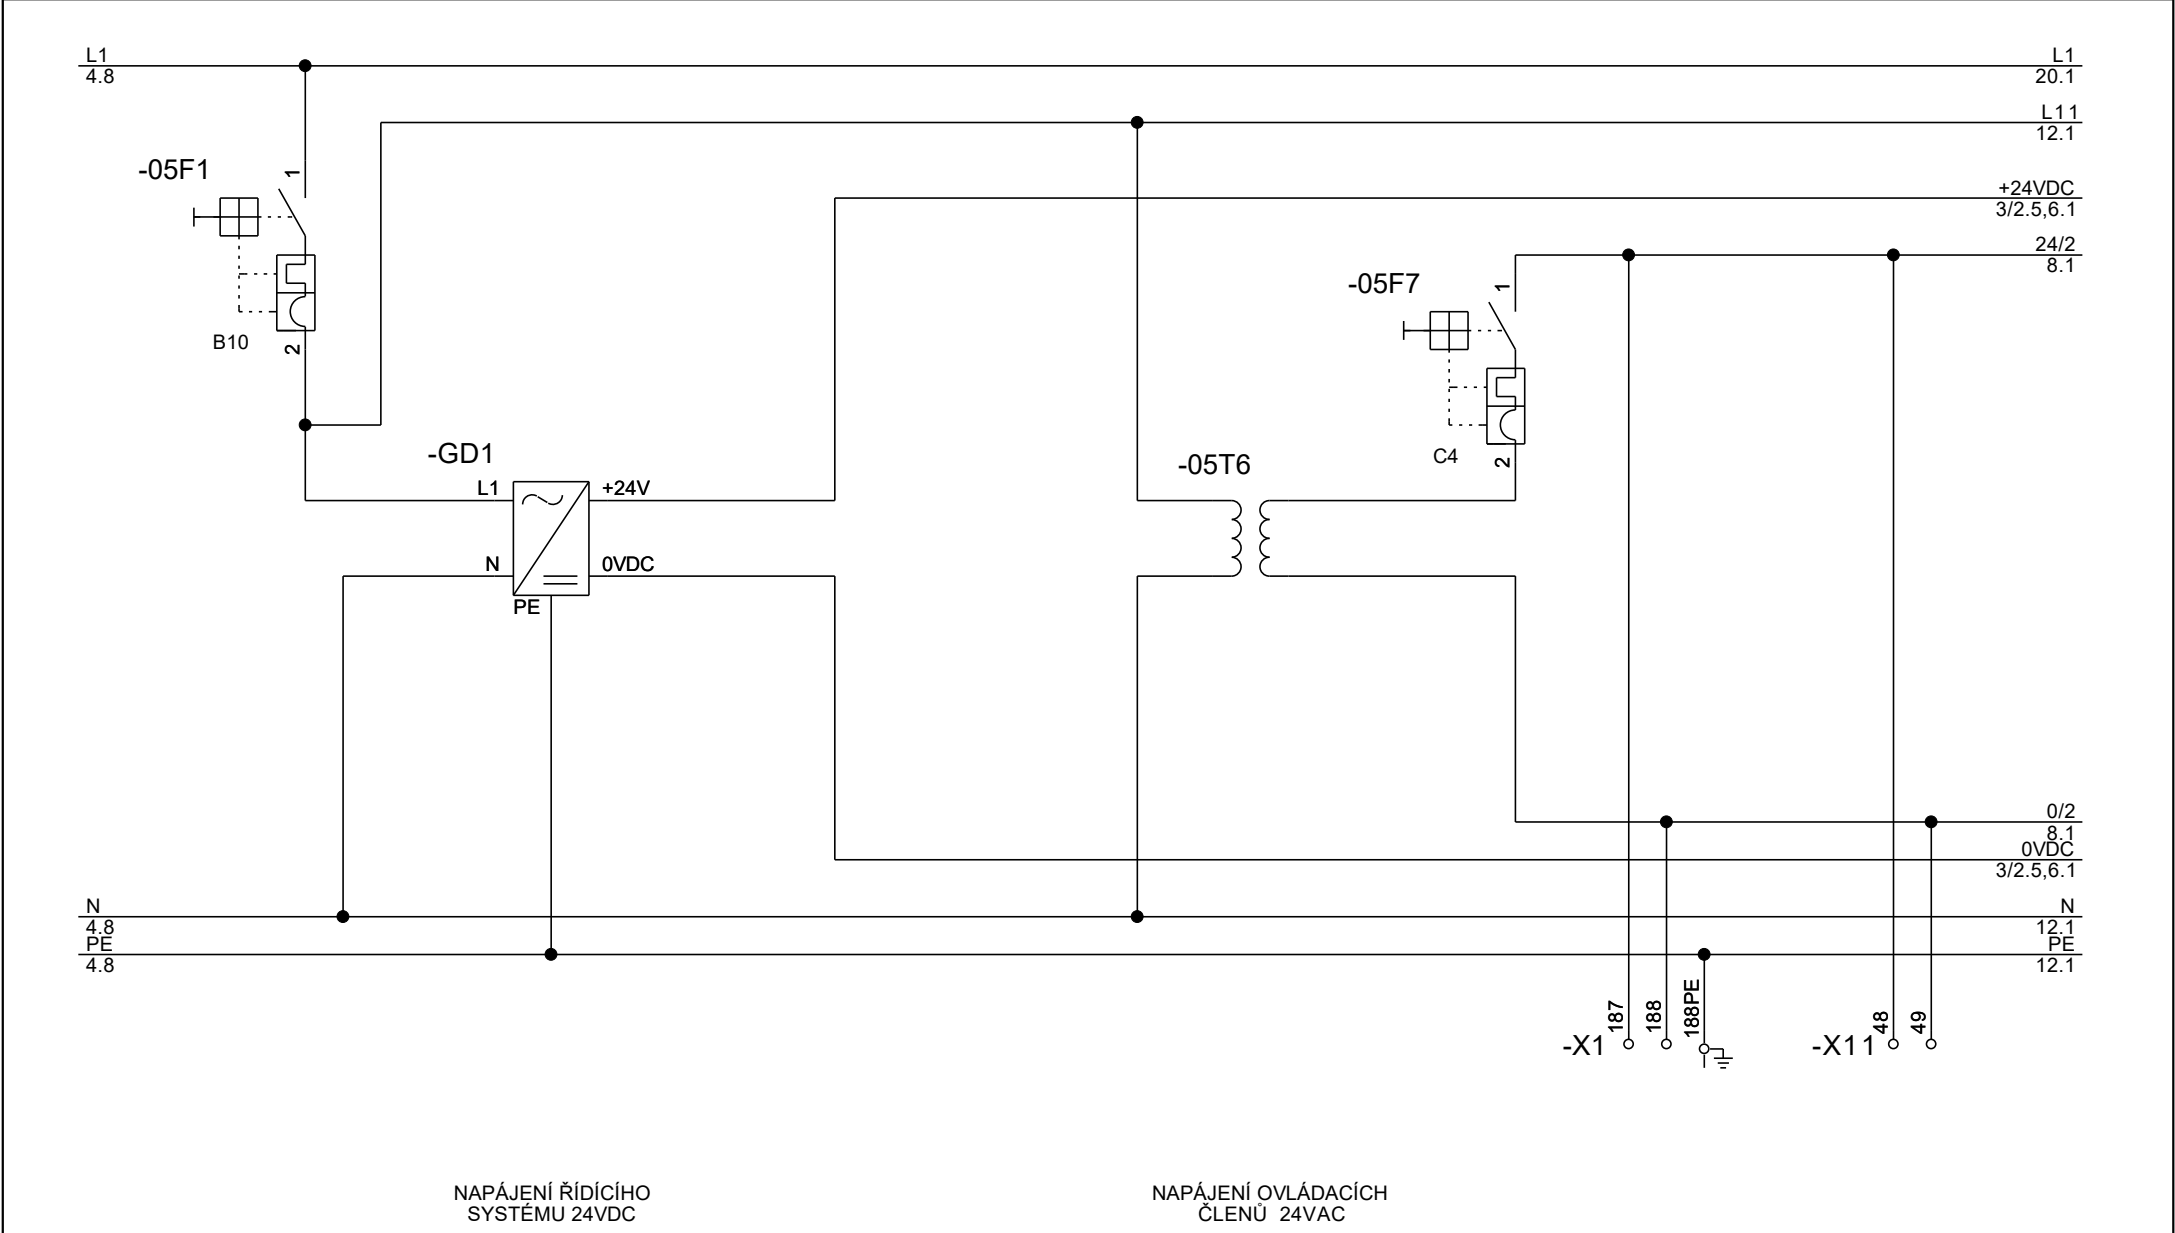 L1
4.8
L1
20.1
L11
12.1
-05F1
1
+24VDC
3/2.5,6.1
24/2
8.1
-05F7
1
B10
2
-GD1
C4
2
-05T6
L1
+24V
N
0VDC
PE
0/2
8.1
0VDC
3/2.5,6.1
N
4.8
N
12.1
PE
4.8
PE
12.1
187
188
188PE
48
49
-X1
-X11
NAPÁJENÍ ŘÍDÍCÍHO
SYSTÉMU 24VDC
NAPÁJENÍ OVLÁDACÍCH
ČLENŮ 24VAC